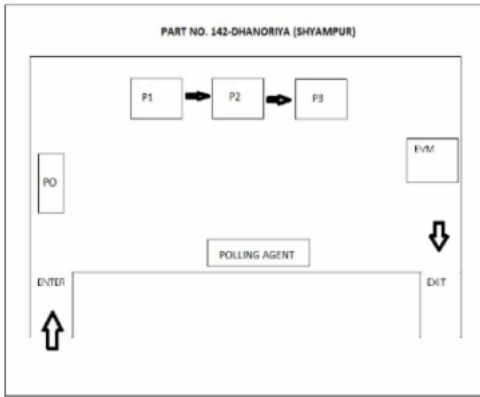 PART NO. 142-DHANORIYA (SHYAMPUR)
P1 P2 P3
EVM
PO
POLLING AGENT
ENTER EXIT